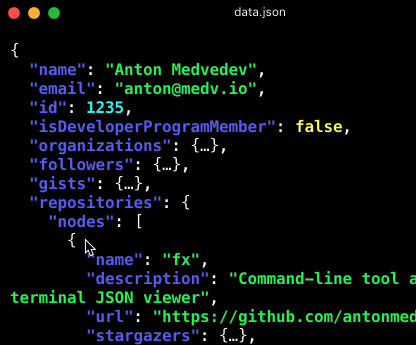 data.json
{
"name": "Anton Medvedev",
"email": "anton@medv.io",
"id": 1235,
"isDeveloperProgramMember": false,
"organizations": {…},
"followers": {…},
"gists": {…},
"repositories": {
"nodes": [
{
"name": "fx",
"description": "Command-line tool a
terminal JSON viewer",
"url": "https://github.com/antonmed
"stargazers": {…},